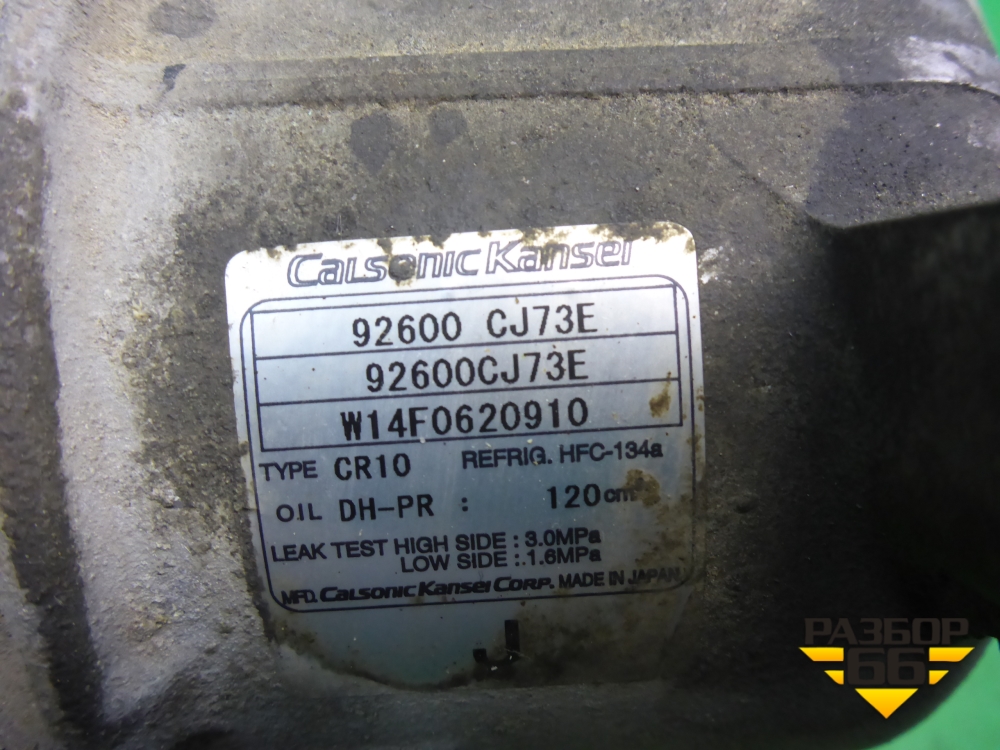 Calsonic Kansei
92600 CJ73E
92600CJ73E
W14F0620910
TYPE CR10 REFRIG. HFC-134a
OIL DH-PR : 120cm³
LEAK TEST HIGH SIDE : 3.0MPa
LOW SIDE : 1.6MPa
MFD. Calsonic Kansei Corp. MADE IN JAPAN
РАЗБОР
66